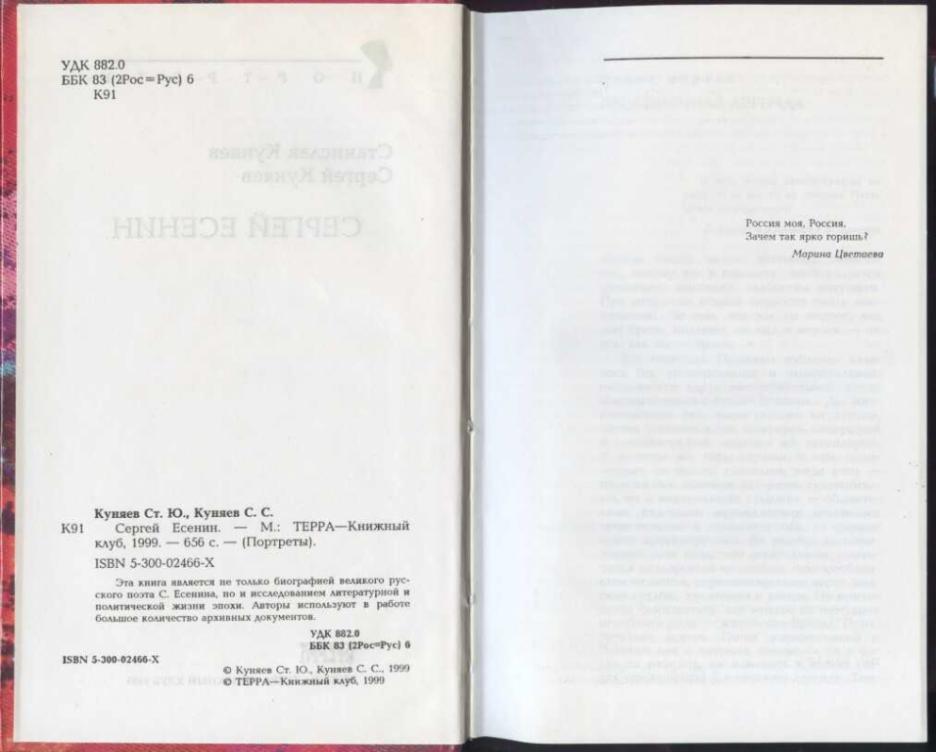 УДК 882.0
ББК 83 (2Рос=Рус) 6
К91
Куняев Ст. Ю., Куняев С. С.
К91 Сергей Есенин. — М.: ТЕРРА—Книжный
клуб, 1999. — 656 с. — (Портреты).
ISBN 5-300-02466-X
Эта книга является не только биографией великого рус-
ского поэта С. Есенина, но и исследованием литературной и
политической жизни эпохи. Авторы используют в работе
большое количество архивных документов.
УДК 882.0
ББК 83 (2Рос=Рус) 6
ISBN 5-300-02466-X
© Куняев Ст. Ю., Куняев С. С., 1999
© ТЕРРА—Книжный клуб, 1999
Россия моя, Россия,
Зачем так ярко горишь?
Марина Цветаева